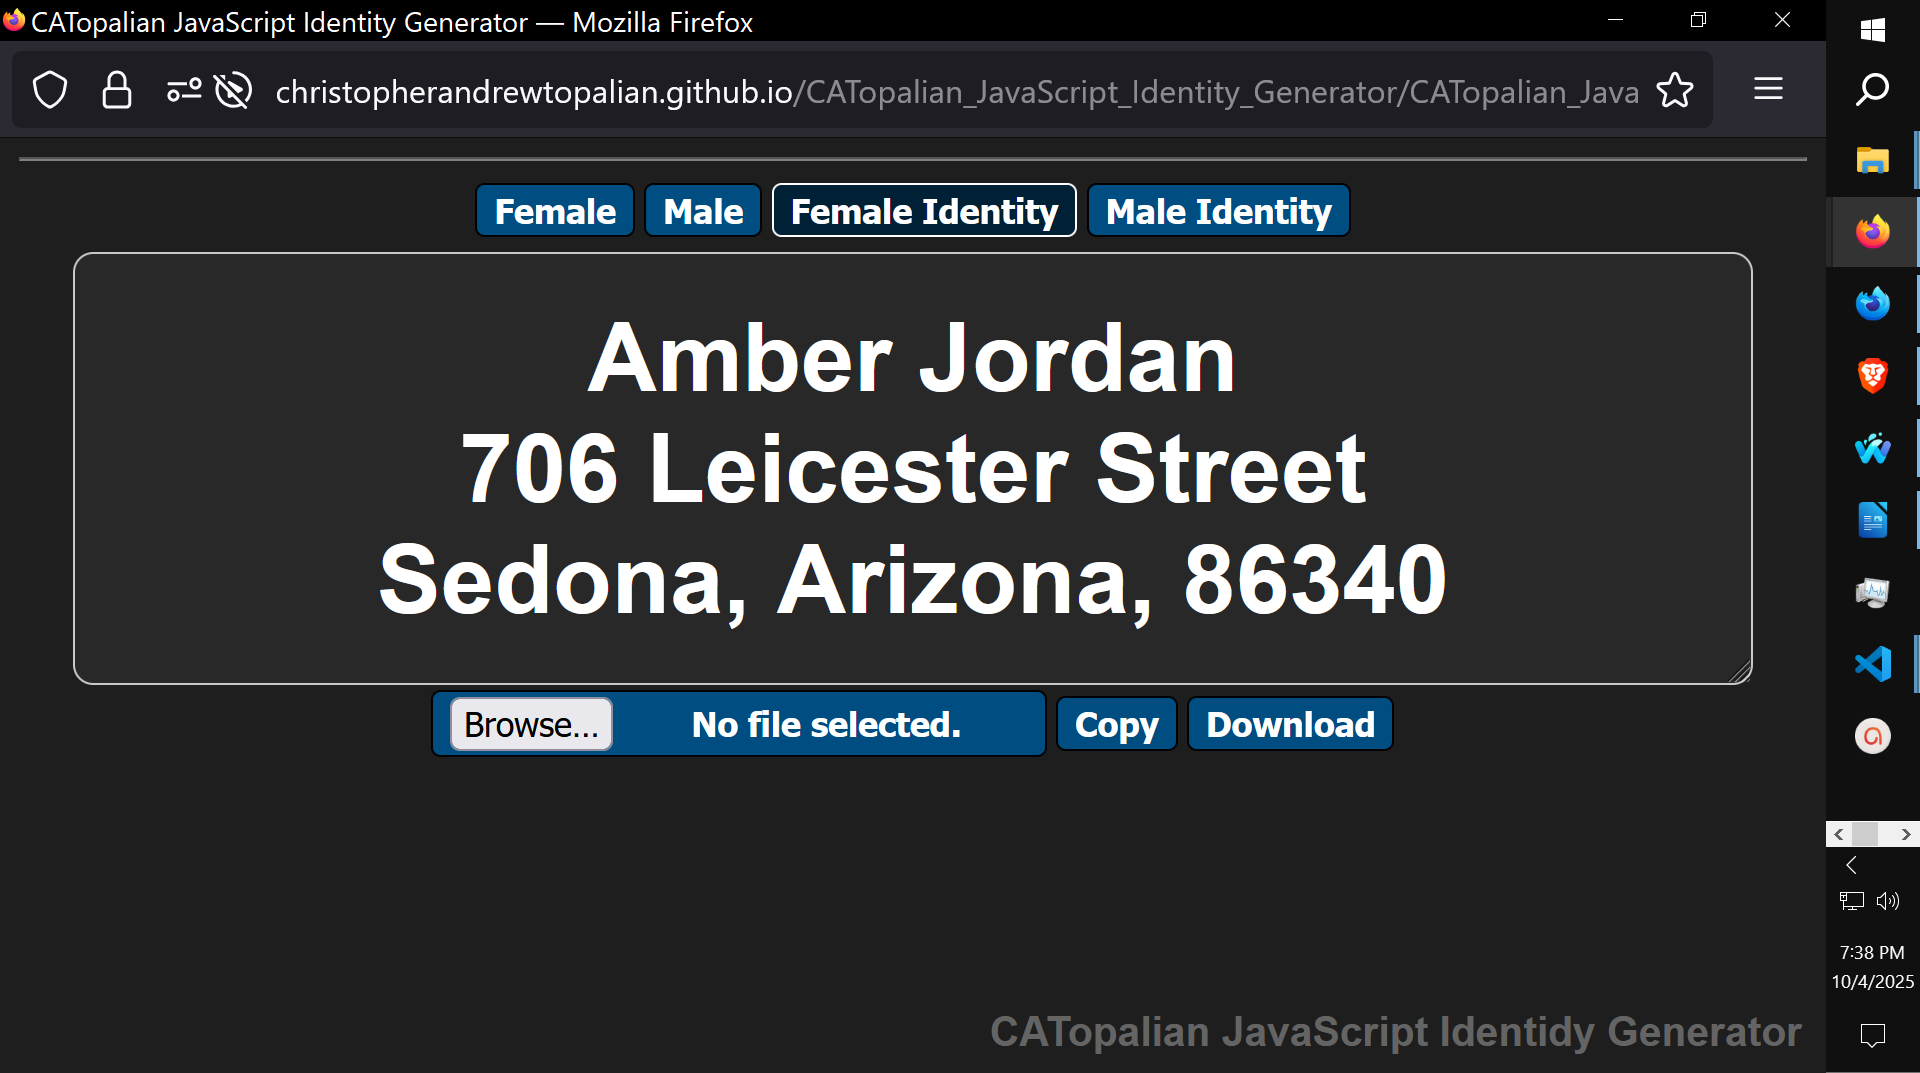 CATopalian JavaScript Identity Generator — Mozilla Firefox
christopherandrewtopalian.github.io/CATopalian_JavaScript_Identity_Generator/CATopalian_Java
Female Male Female Identity Male Identity
Amber Jordan
706 Leicester Street
Sedona, Arizona, 86340
Browse... No file selected. Copy Download
7:38 PM
10/4/2025
CATopalian JavaScript Identidy Generator